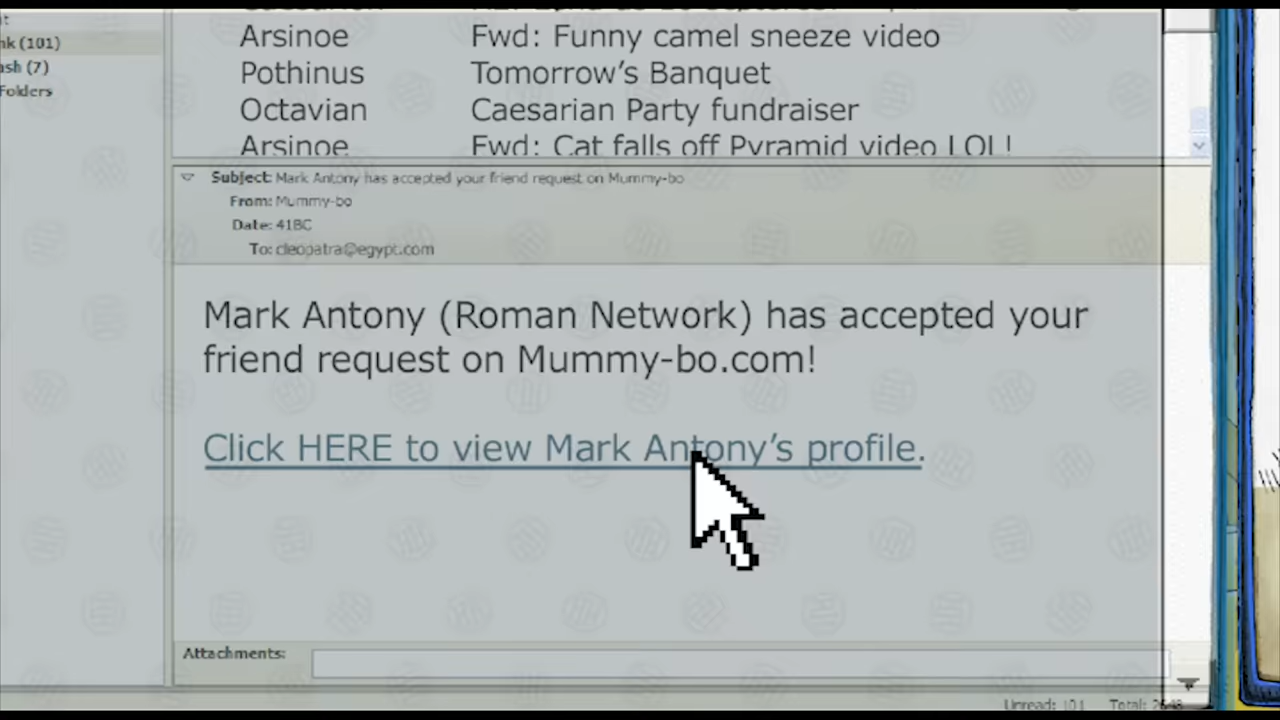 nk (101)
ash (7)
Folders
Arsinoe Fwd: Funny camel sneeze video
Pothinus Tomorrow's Banquet
Octavian Caesarian Party fundraiser
Arsinoe Fwd: Cat falls off Pyramid video LOL!
Subject: Mark Antony has accepted your friend request on Mummy-bo
From: Mummy-bo
Date: 41BC
To: cleopatra@egypt.com
Mark Antony (Roman Network) has accepted your
friend request on Mummy-bo.com!
Click HERE to view Mark Antony's profile.
Attachments:
Unread: 101 Total: